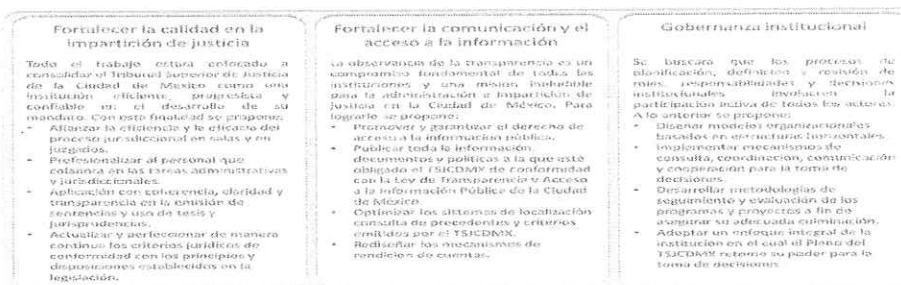 Fortalecer la calidad en la
impartición de justicia
Todo el trabajo estará enfocado a
consolidar el Tribunal Superior de Justicia
de la Ciudad de México como una
institución eficiente, progresista y
confiable en el desarrollo de su
mandato. Con esta finalidad se propone:
• Afianzar la eficiencia y la eficacia del
proceso jurisdiccional en salas y en
juzgados.
• Profesionalizar al personal que
colabora en las tareas administrativas
y jurisdiccionales.
• Aplicación con coherencia, claridad y
transparencia en la emisión de
sentencias y uso de tesis y
jurisprudencias.
• Actualizar y perfeccionar de manera
continua los criterios jurídicos de
conformidad con los principios y
disposiciones establecidos en la
legislación.
Fortalecer la comunicación y el
acceso a la información
La observancia de la transparencia es un
compromiso fundamental de todas las
instituciones y una misión ineludible
para la administración e impartición de
justicia en la Ciudad de México. Para
lograrlo se propone:
• Promover y garantizar el derecho de
acceso a la información pública.
• Publicar toda la información,
documentos y políticas a la que esté
obligado el TSJCDMX de conformidad
con la Ley de Transparencia y Acceso
a la Información Pública de la Ciudad
de México.
• Optimizar los sistemas de localización
consulta de precedentes y criterios
emitidos por el TSJCDMX.
• Rediseñar los mecanismos de
rendición de cuentas.
Gobernanza institucional
Se buscará que los procesos de
planificación, definición y revisión de
roles, responsabilidades y decisiones
institucionales involucren la
participación activa de todos los actores.
A lo anterior se propone:
• Diseñar modelos organizacionales
basados en estructuras horizontales.
• Implementar mecanismos de
consulta, coordinación, comunicación
y cooperación para la toma de
decisiones.
• Desarrollar metodologías de
seguimiento y evaluación de los
programas y proyectos a fin de
asegurar su adecuada culminación.
• Adoptar un enfoque integral de la
institución en el cual el Pleno del
TSJCDMX retome su poder para la
toma de decisiones